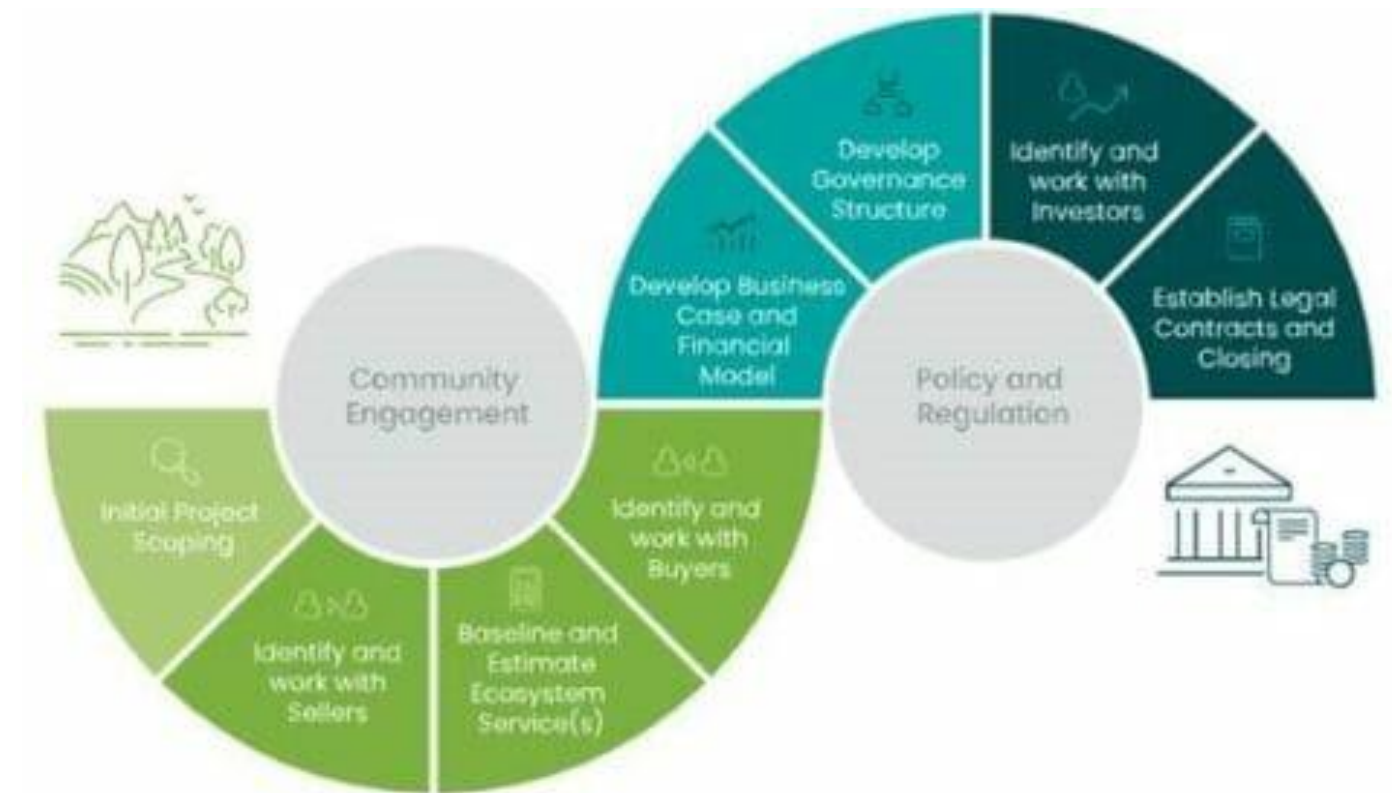 Initial Project
Scoping
Identify and
work with
Sellers
Baseline and
Estimate
Ecosystem
Service(s)
Identify and
work with
Buyers
Community
Engagement
Develop Business
Case and
Financial
Model
Develop
Governance
Structure
Identify and
work with
Investors
Establish Legal
Contracts and
Closing
Policy and
Regulation